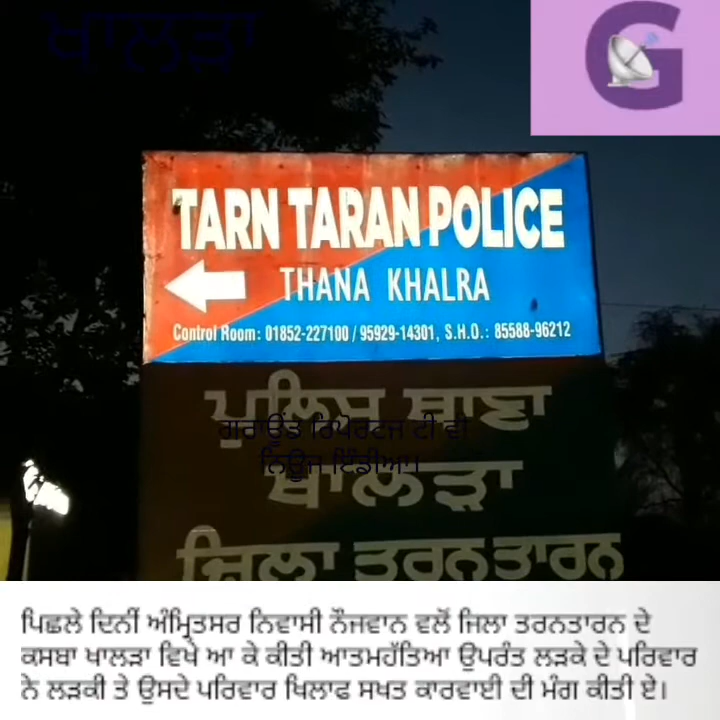 ਖਾਲੜਾ
G
TARN TARAN POLICE
THANA KHALRA
Control Room: 01852-227100 / 95929-14301, S.H.O.: 85588-96212
ਪੁਲਿਸ ਥਾਣਾ
ਗਰਾਊਂਡ ਰਿਪੋਰਟਜ ਟੀ ਵੀ
ਨਿਊਜ ਇੰਡੀਆ।
ਖਾਲੜਾ
ਜ਼ਿਲਾ ਤਰਨਤਾਰਨ
ਪਿਛਲੇ ਦਿਨੀਂ ਅੰਮ੍ਰਿਤਸਰ ਨਿਵਾਸੀ ਨੌਜਵਾਨ ਵਲੋਂ ਜਿਲਾ ਤਰਨਤਾਰਨ ਦੇ
ਕਸਬਾ ਖਾਲੜਾ ਵਿਖੇ ਆ ਕੇ ਕੀਤੀ ਆਤਮਹੱਤਿਆ ਉਪਰੰਤ ਲੜਕੇ ਦੇ ਪਰਿਵਾਰ
ਨੇ ਲੜਕੀ ਤੇ ਉਸਦੇ ਪਰਿਵਾਰ ਖਿਲਾਫ ਸਖਤ ਕਾਰਵਾਈ ਦੀ ਮੰਗ ਕੀਤੀ ਏ।